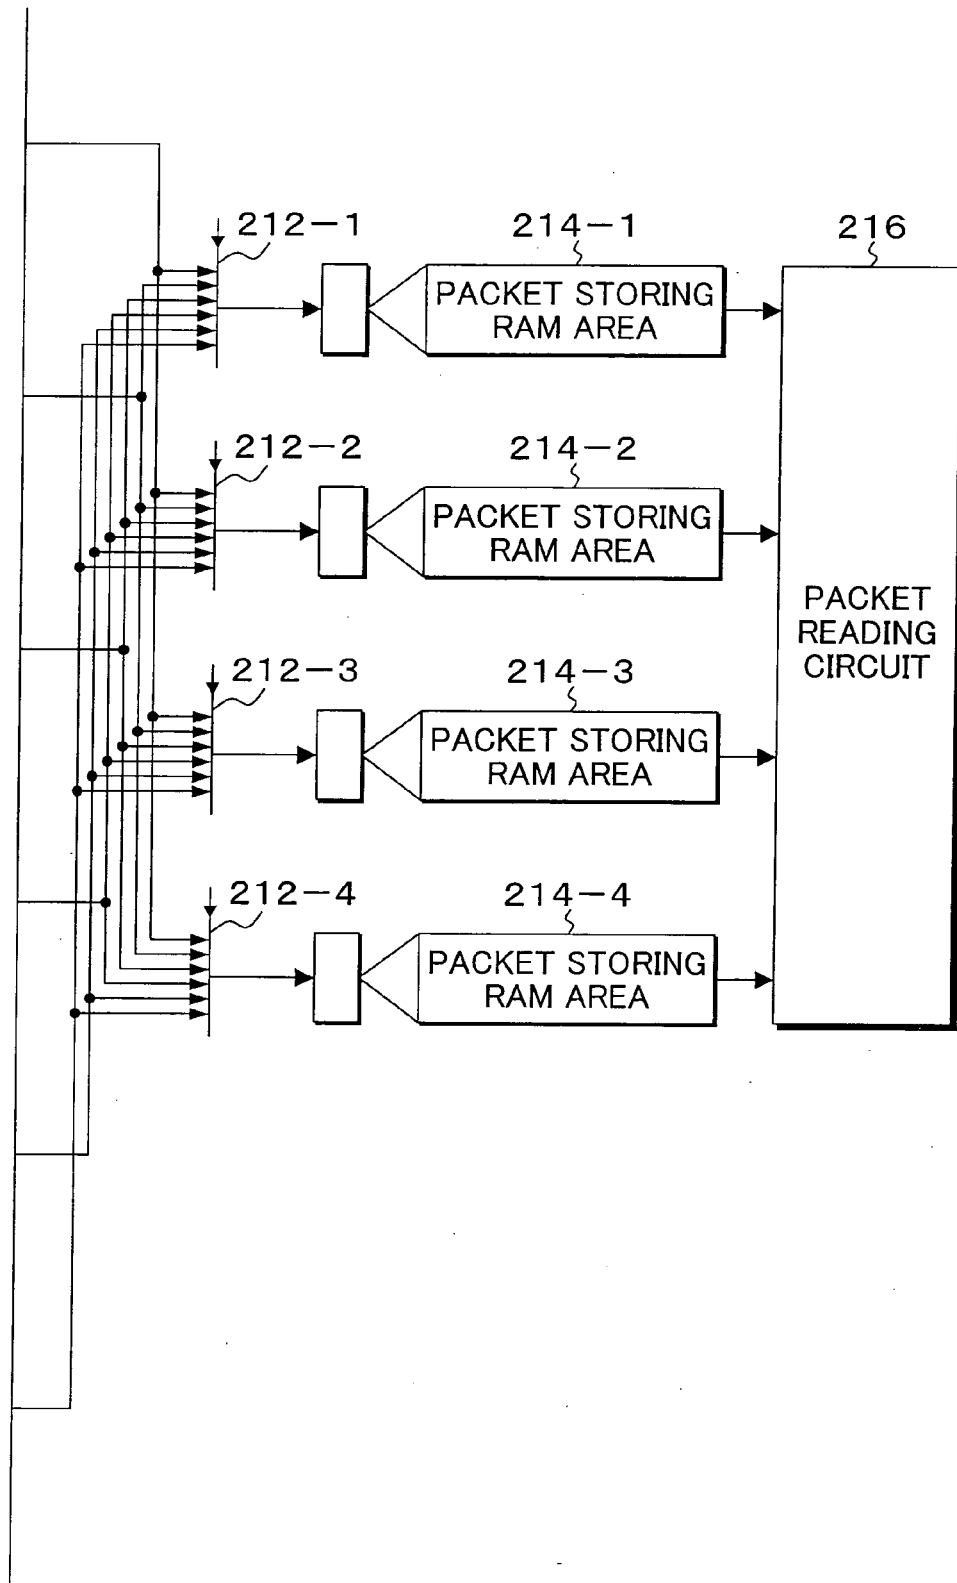 212-1
214-1
216
PACKET STORING
RAM AREA
212-2
214-2
PACKET STORING
RAM AREA
PACKET
READING
CIRCUIT
212-3
214-3
PACKET STORING
RAM AREA
212-4
214-4
PACKET STORING
RAM AREA